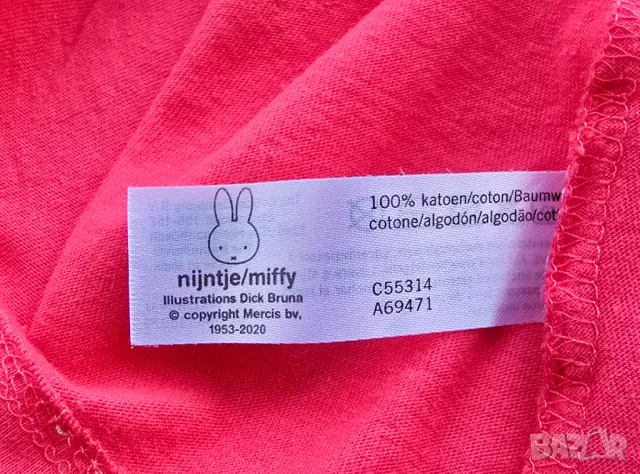 nijntje/miffy
Illustrations Dick Bruna
© copyright Mercis bv,
1953-2020
100% katoen/coton/Baumw
cotone/algodón/algodão/cot
C55314
A69471
BAZAR